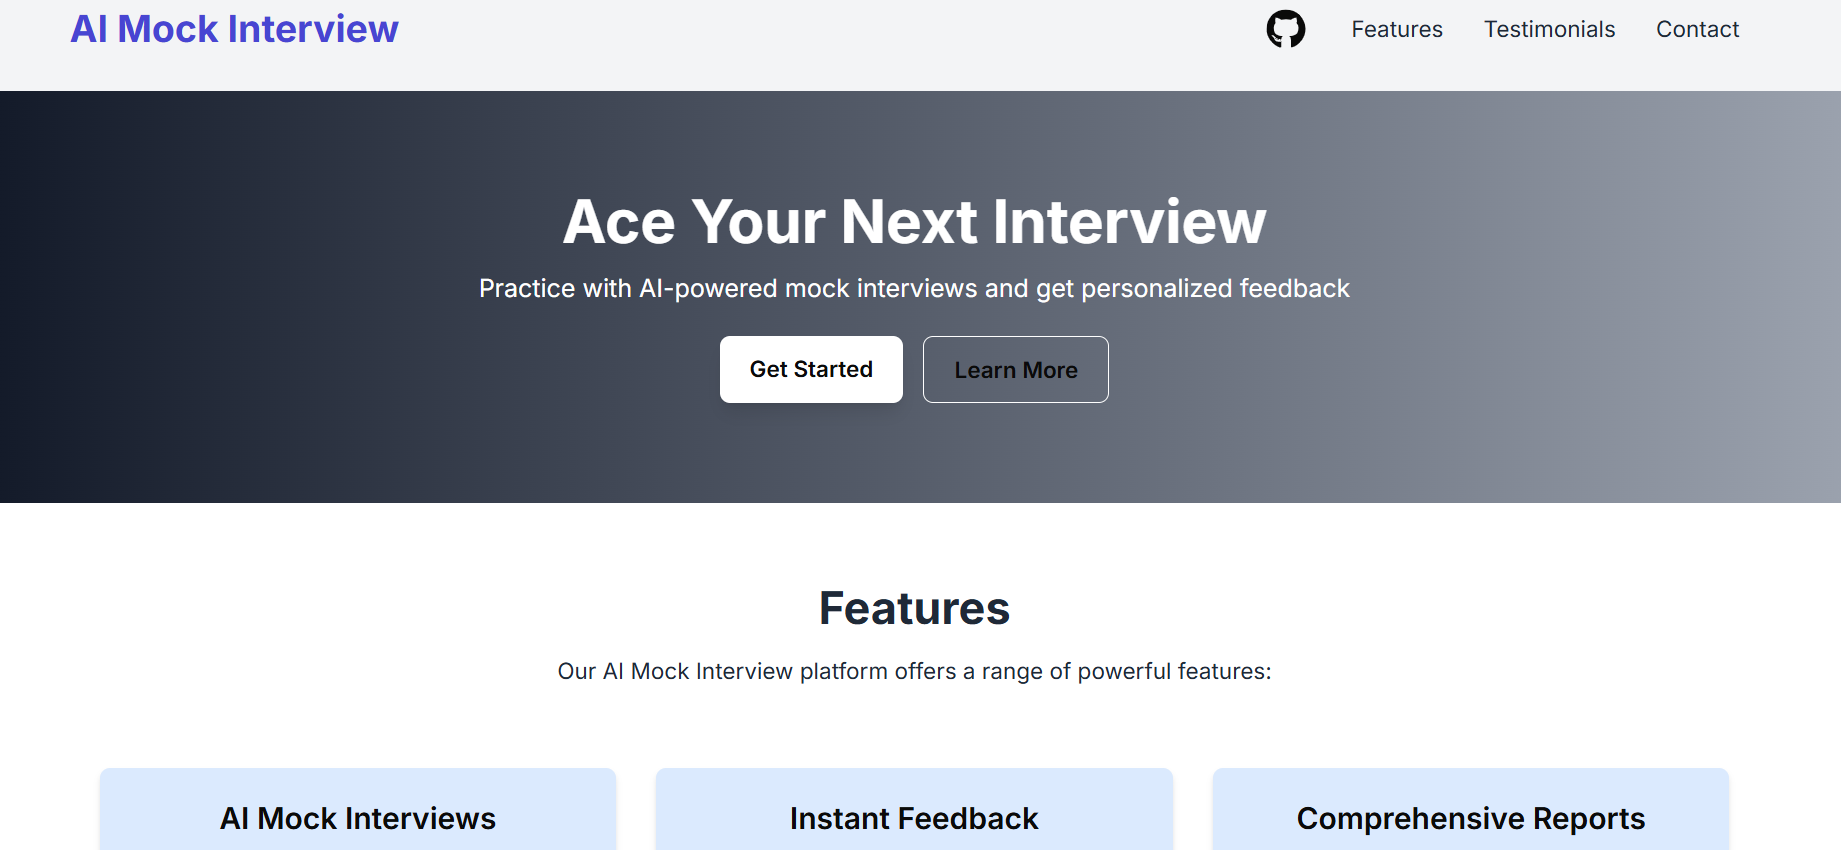 AI Mock Interview
Features
Testimonials
Contact
Ace Your Next Interview
Practice with AI-powered mock interviews and get personalized feedback
Get Started
Learn More
Features
Our AI Mock Interview platform offers a range of powerful features:
AI Mock Interviews
Instant Feedback
Comprehensive Reports